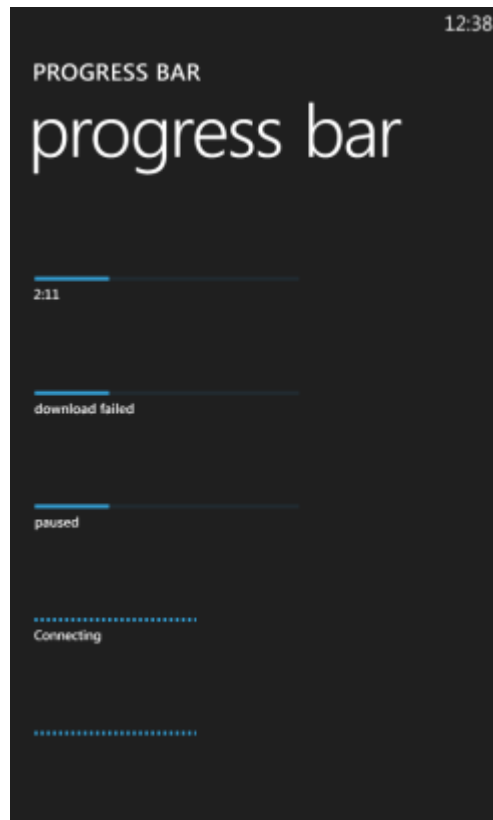 12:38
PROGRESS BAR
progress bar
2:11
download failed
paused
Connecting